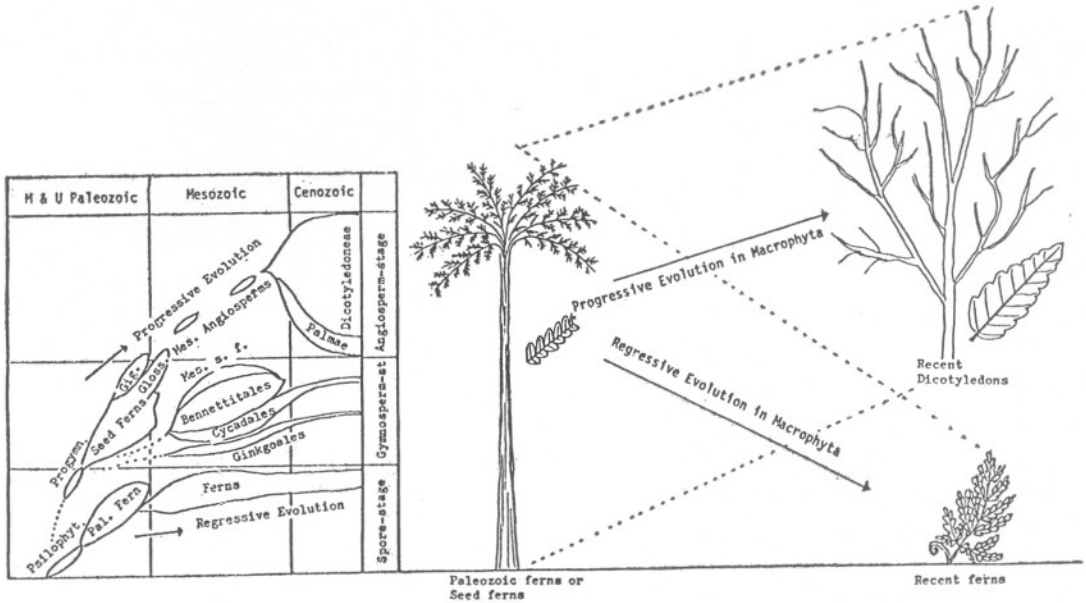 M & U Paleozoic
Mesozoic
Cenozoic
Progressive Evolution
Mes. Angiosperms
Dicotyledoneae
Palmae
Angiosperm-stage
Gig.
Gloss.
Seed Ferns
Progymn.
Mes. s. f.
Bennettitales
Cycadales
Ginkgoales
Gymnosperm-st
Psilophyt.
Pal. Fern
Ferns
Regressive Evolution
Spore-stage
Progressive Evolution in Macrophyta
Regressive Evolution in Macrophyta
Recent
Dicotyledons
Paleozoic ferns or
Seed ferns
Recent ferns